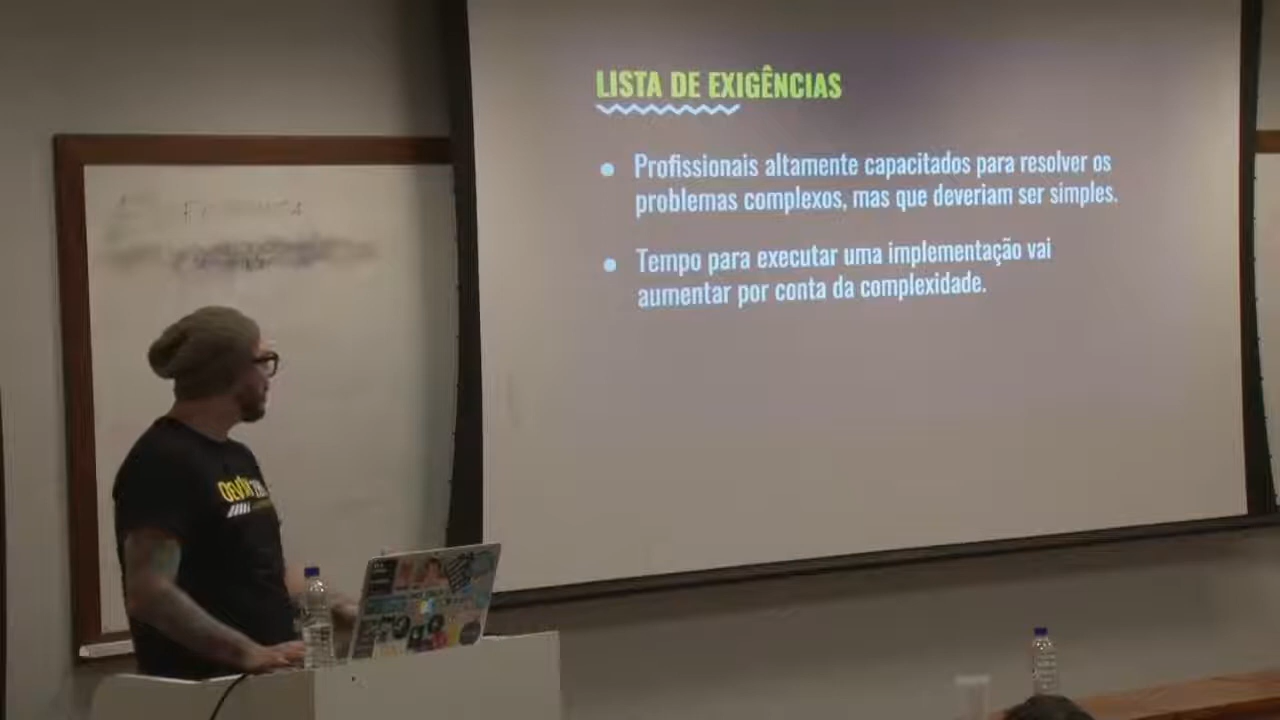 LISTA DE EXIGÊNCIAS
Profissionais altamente capacitados para resolver os
problemas complexos, mas que deveriam ser simples.
Tempo para executar uma implementação vai
aumentar por conta da complexidade.